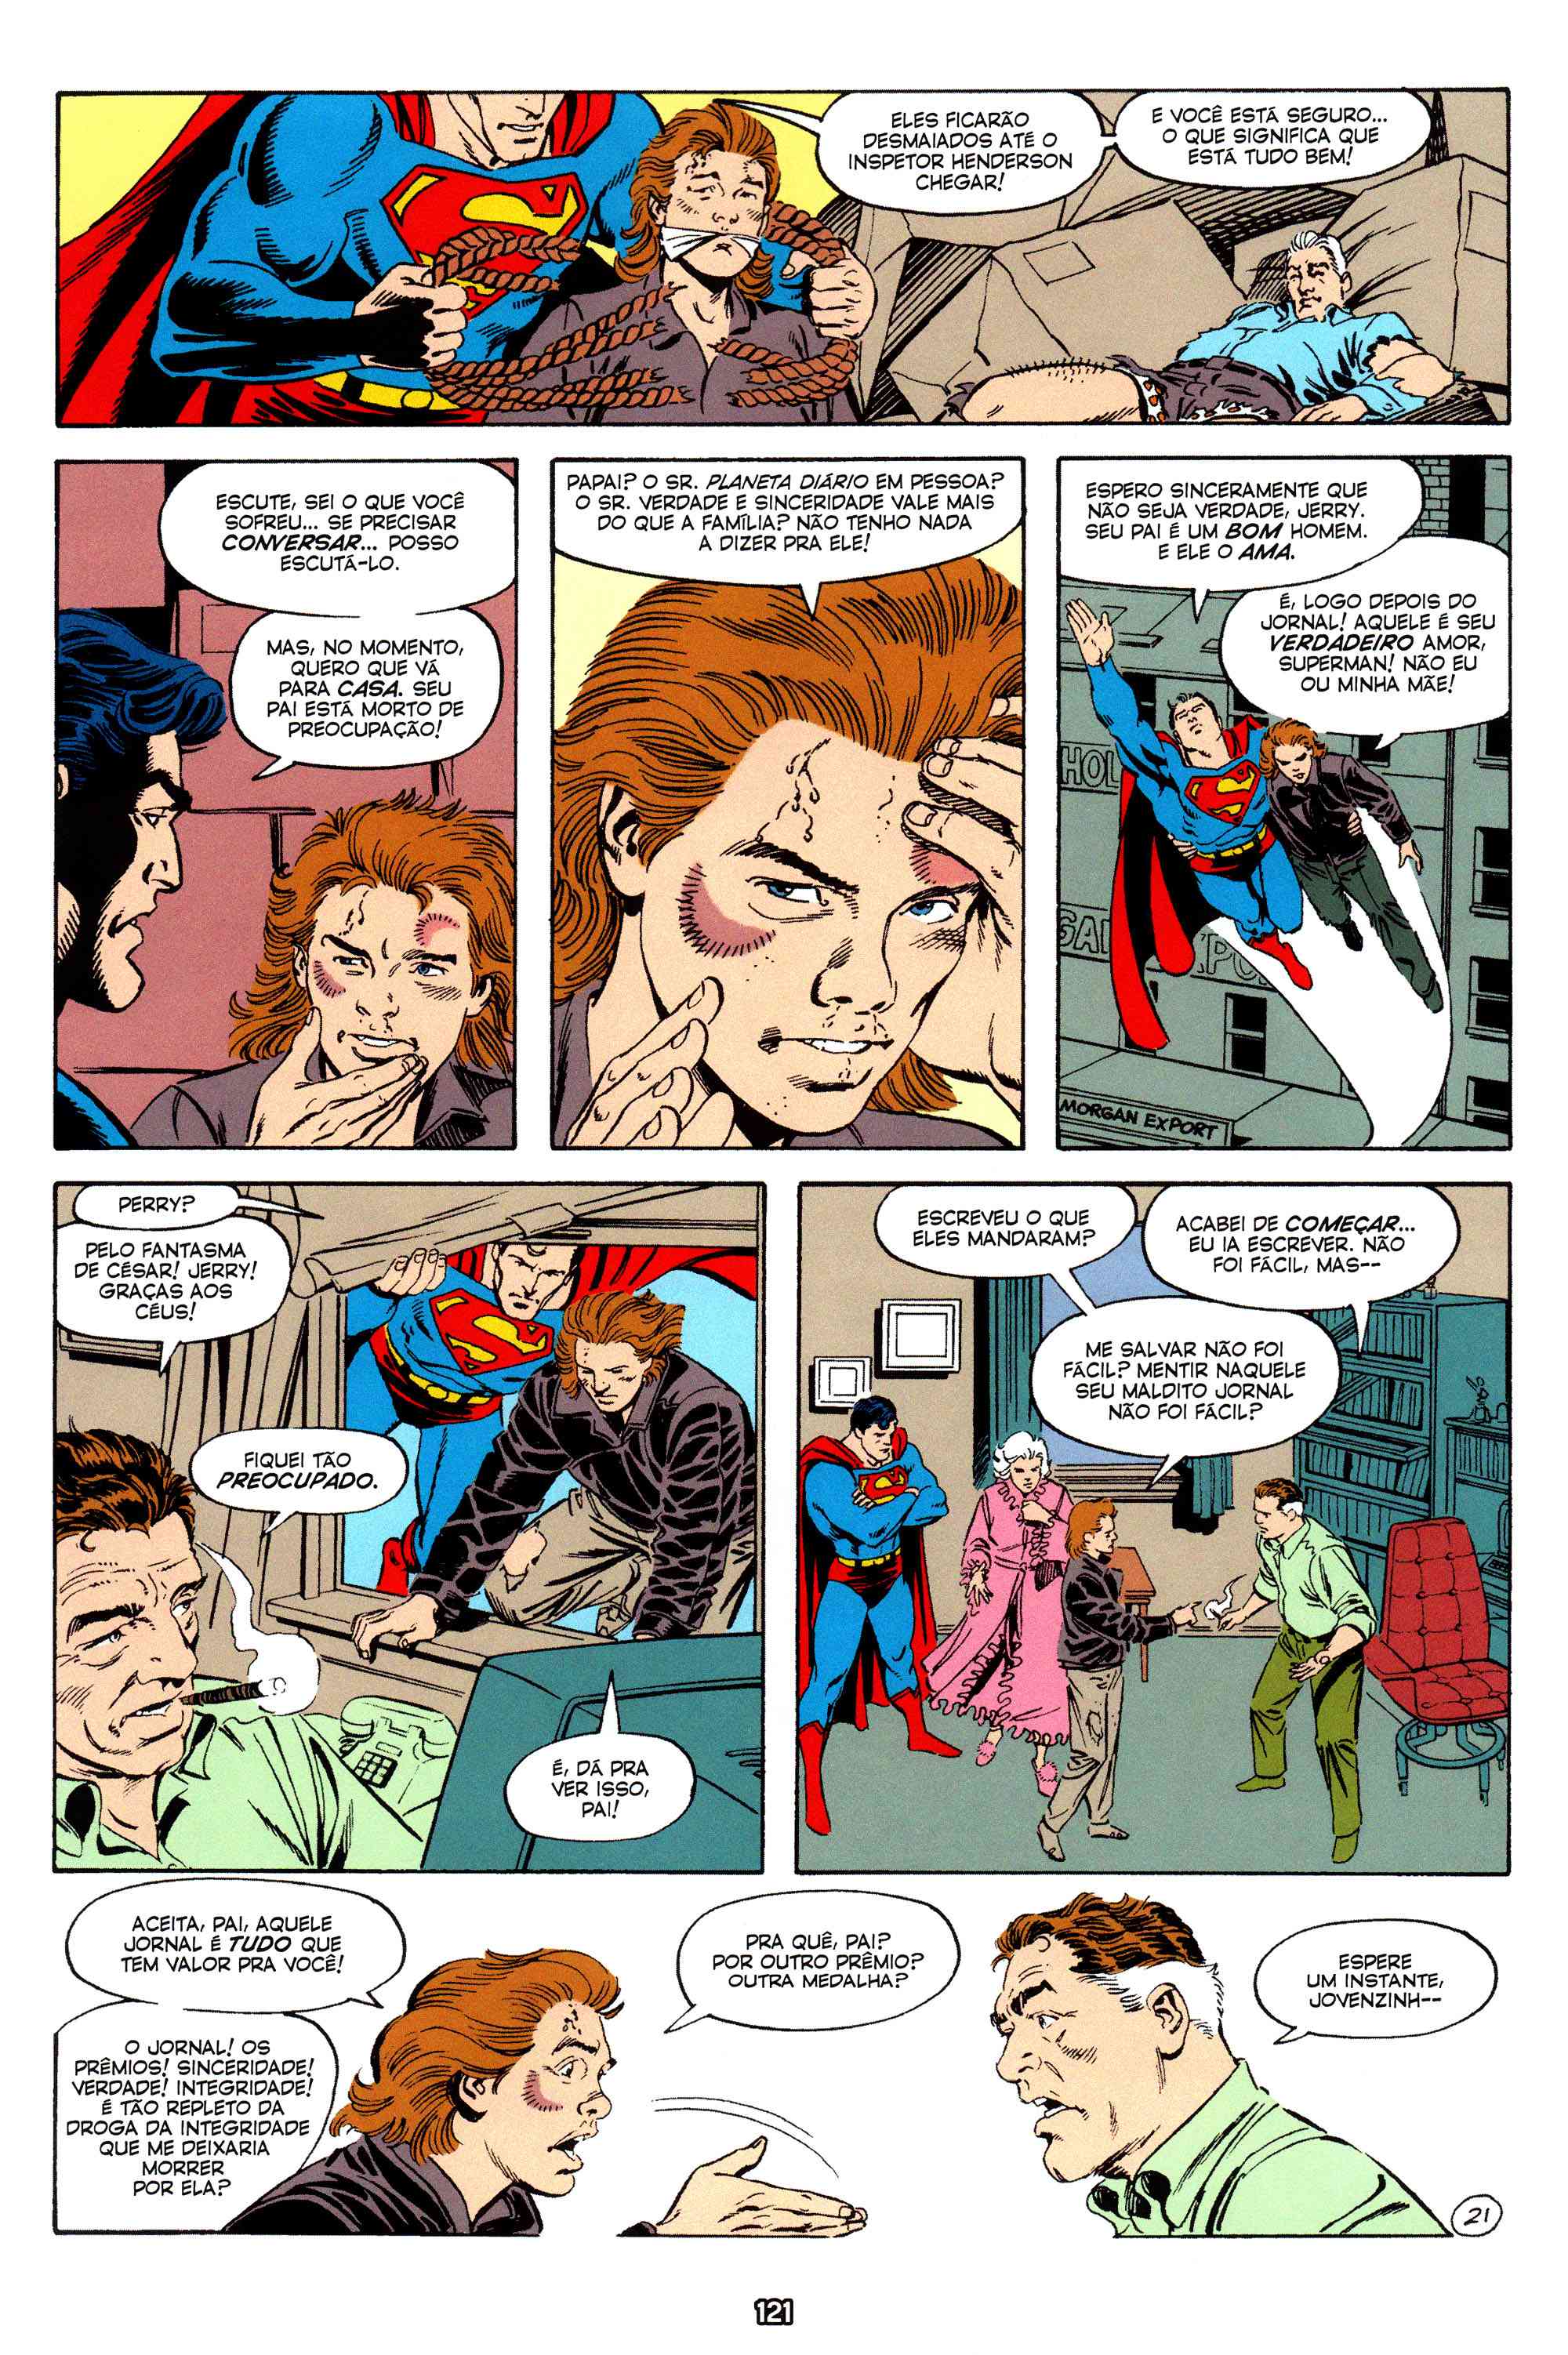 ELES FICARÃO
DESMAIADOS ATÉ O
INSPETOR HENDERSON
CHEGAR!
E VOCÊ ESTÁ SEGURO...
O QUE SIGNIFICA QUE
ESTÁ TUDO BEM!
ESCUTE, SEI O QUE VOCÊ
SOFREU... SE PRECISAR
CONVERSAR... POSSO
ESCUTÁ-LO.
MAS, NO MOMENTO,
QUERO QUE VÁ
PARA CASA. SEU
PAI ESTÁ MORTO DE
PREOCUPAÇÃO!
PAPAI? O SR. PLANETA DIÁRIO EM PESSOA?
O SR. VERDADE E SINCERIDADE VALE MAIS
DO QUE A FAMÍLIA? NÃO TENHO NADA
A DIZER PRA ELE!
ESPERO SINCERAMENTE QUE
NÃO SEJA VERDADE, JERRY.
SEU PAI É UM BOM HOMEM.
E ELE O AMA.
É, LOGO DEPOIS DO
JORNAL! AQUELE É SEU
VERDADEIRO AMOR,
SUPERMAN! NÃO EU
OU MINHA MÃE!
HOL
MORGAN EXPORT
PERRY?
PELO FANTASMA
DE CÉSAR! JERRY!
GRAÇAS AOS
CÉUS!
FIQUEI TÃO
PREOCUPADO.
É, DÁ PRA
VER ISSO,
PAI!
ESCREVEU O QUE
ELES MANDARAM?
ACABEI DE COMEÇAR...
EU IA ESCREVER. NÃO
FOI FÁCIL, MAS--
ME SALVAR NÃO FOI
FÁCIL? MENTIR NAQUELE
SEU MALDITO JORNAL
NÃO FOI FÁCIL?
ACEITA, PAI, AQUELE
JORNAL É TUDO QUE
TEM VALOR PRA VOCÊ!
O JORNAL! OS
PRÊMIOS! SINCERIDADE!
VERDADE! INTEGRIDADE!
É TÃO REPLETO DA
DROGA DA INTEGRIDADE
QUE ME DEIXARIA
MORRER
POR ELA?
PRA QUÊ, PAI?
POR OUTRO PRÊMIO?
OUTRA MEDALHA?
ESPERE
UM INSTANTE,
JOVENZINH--
21
121